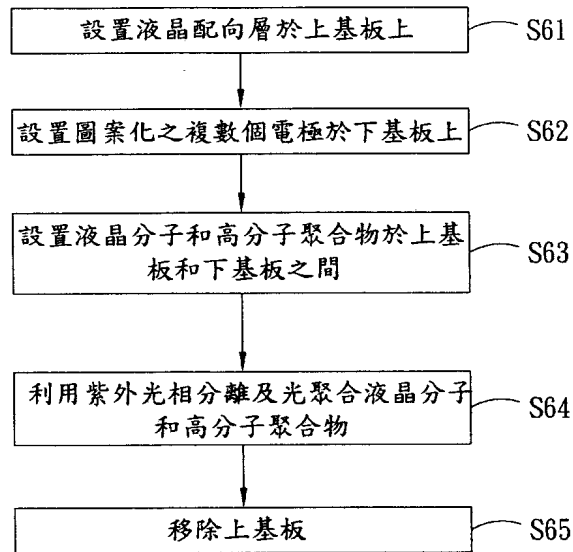 設置液晶配向層於上基板上
S61
設置圖案化之複數個電極於下基板上
S62
設置液晶分子和高分子聚合物於上基
板和下基板之間
S63
利用紫外光相分離及光聚合液晶分子
和高分子聚合物
S64
移除上基板
S65